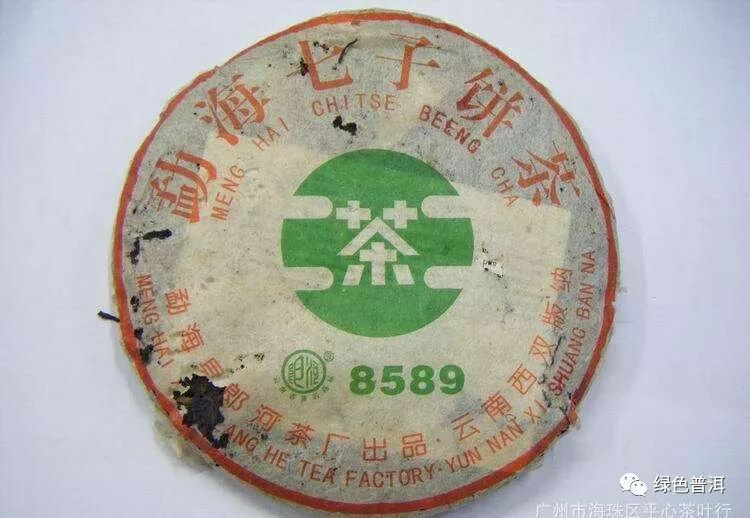 勐海七子饼茶
MENG HAI CHITSE BEENG CHA
茶
®
8589
勐海县郎河茶厂出品·云南西双版纳
MENG HAI ANG HE TEA FACTORY·YUN NAN XI SHUANG BAN NA
绿色普洱
广州市海珠区平心茶叶行